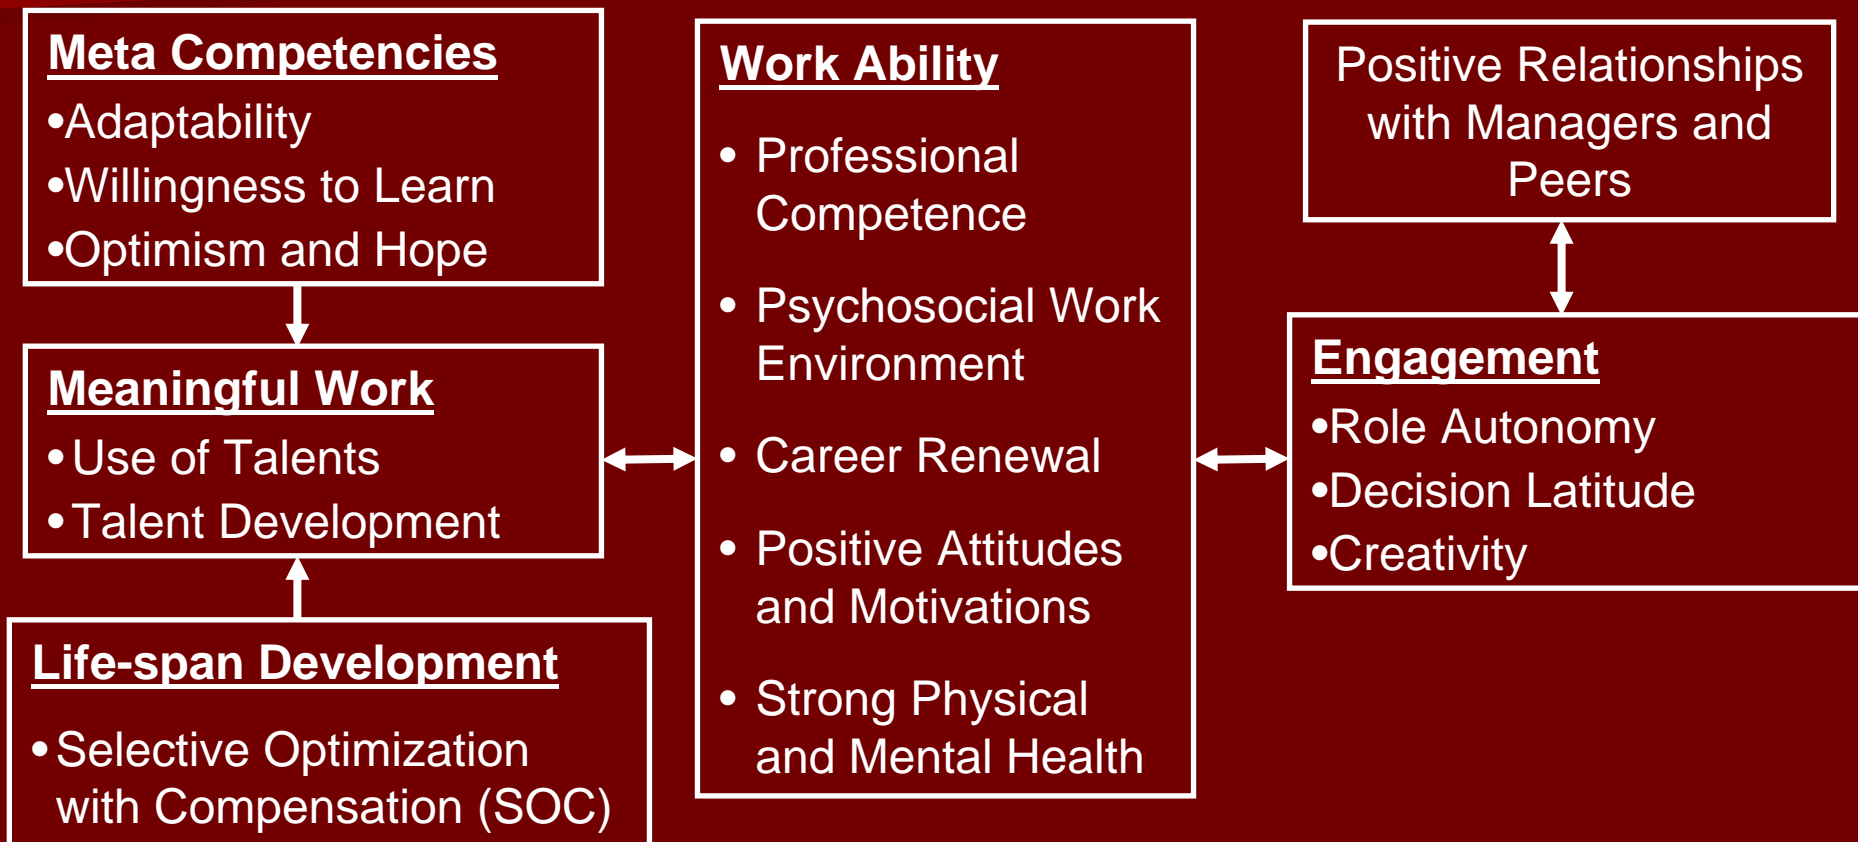 Meta Competencies
•Adaptability
•Willingness to Learn
•Optimism and Hope
Meaningful Work
•Use of Talents
•Talent Development
Life-span Development
•Selective Optimization
with Compensation (SOC)
Work Ability
• Professional
Competence
• Psychosocial Work
Environment
• Career Renewal
• Positive Attitudes
and Motivations
• Strong Physical
and Mental Health
Positive Relationships
with Managers and
Peers
Engagement
•Role Autonomy
•Decision Latitude
•Creativity